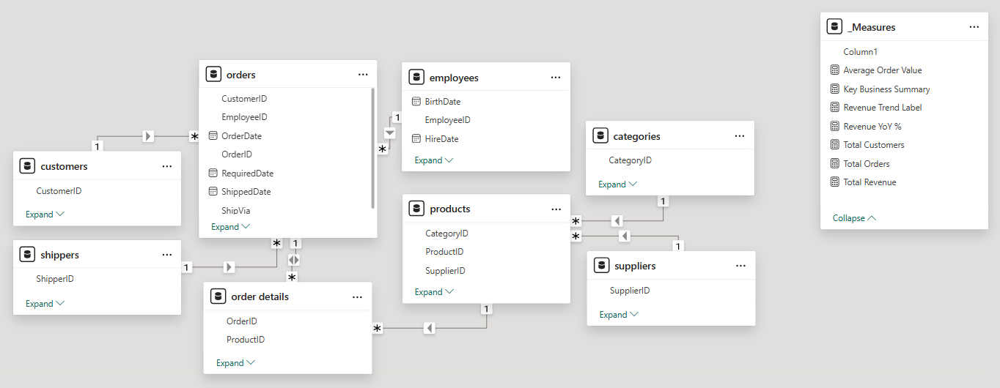 orders
CustomerID
EmployeeID
OrderDate
OrderID
RequiredDate
ShippedDate
ShipVia
Expand
employees
BirthDate
EmployeeID
HireDate
Expand
categories
CategoryID
Expand
_Measures
Column1
Average Order Value
Key Business Summary
Revenue Trend Label
Revenue YoY %
Total Customers
Total Orders
Total Revenue
Collapse
customers
CustomerID
Expand
shippers
ShipperID
Expand
order details
OrderID
ProductID
Expand
products
CategoryID
ProductID
SupplierID
Expand
suppliers
SupplierID
Expand
1
*
1
*
1
*
1
*
1
*
1
*
1
*